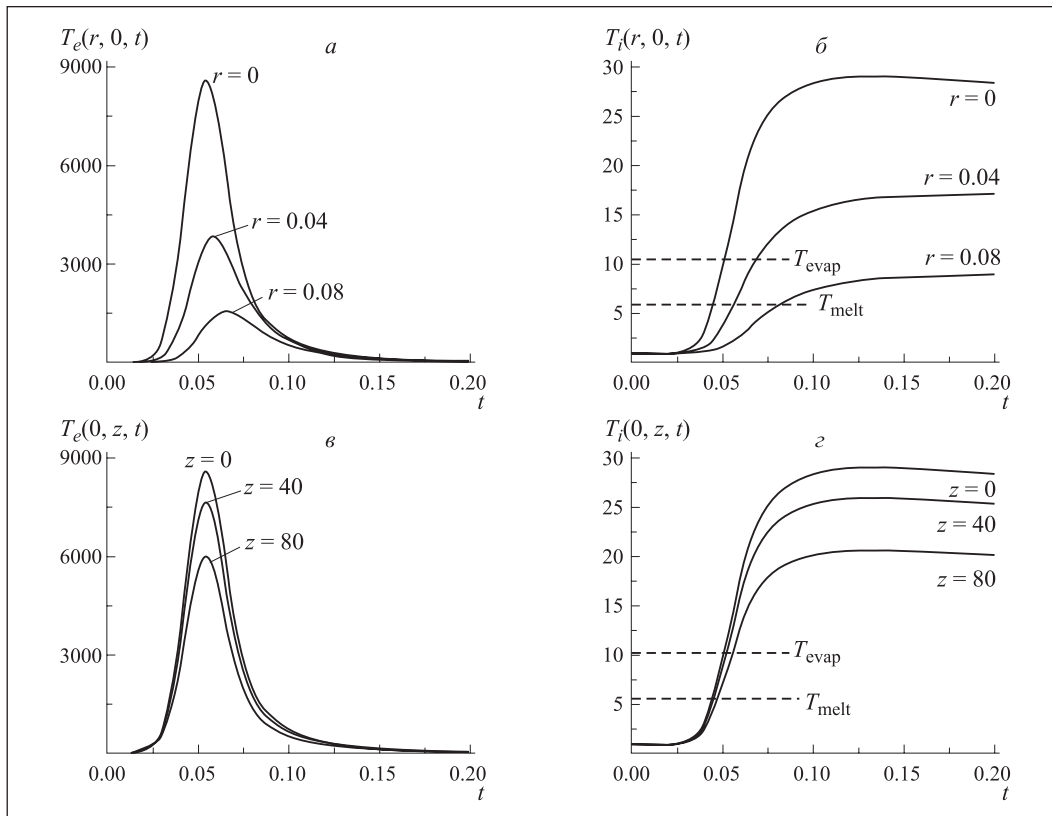 T_e(r, 0, t) а
9000
6000
3000
r = 0
r = 0.04
r = 0.08
0.00 0.05 0.10 0.15 0.20
t
T_i(r, 0, t) б
30
25
20
15
10
5
r = 0
r = 0.04
r = 0.08
T_evap
T_melt
0.00 0.05 0.10 0.15 0.20
t
T_e(0, z, t) в
9000
6000
3000
z = 0
z = 40
z = 80
0.00 0.05 0.10 0.15 0.20
t
T_i(0, z, t) г
30
25
20
15
10
5
z = 0
z = 40
z = 80
T_evap
T_melt
0.00 0.05 0.10 0.15 0.20
t